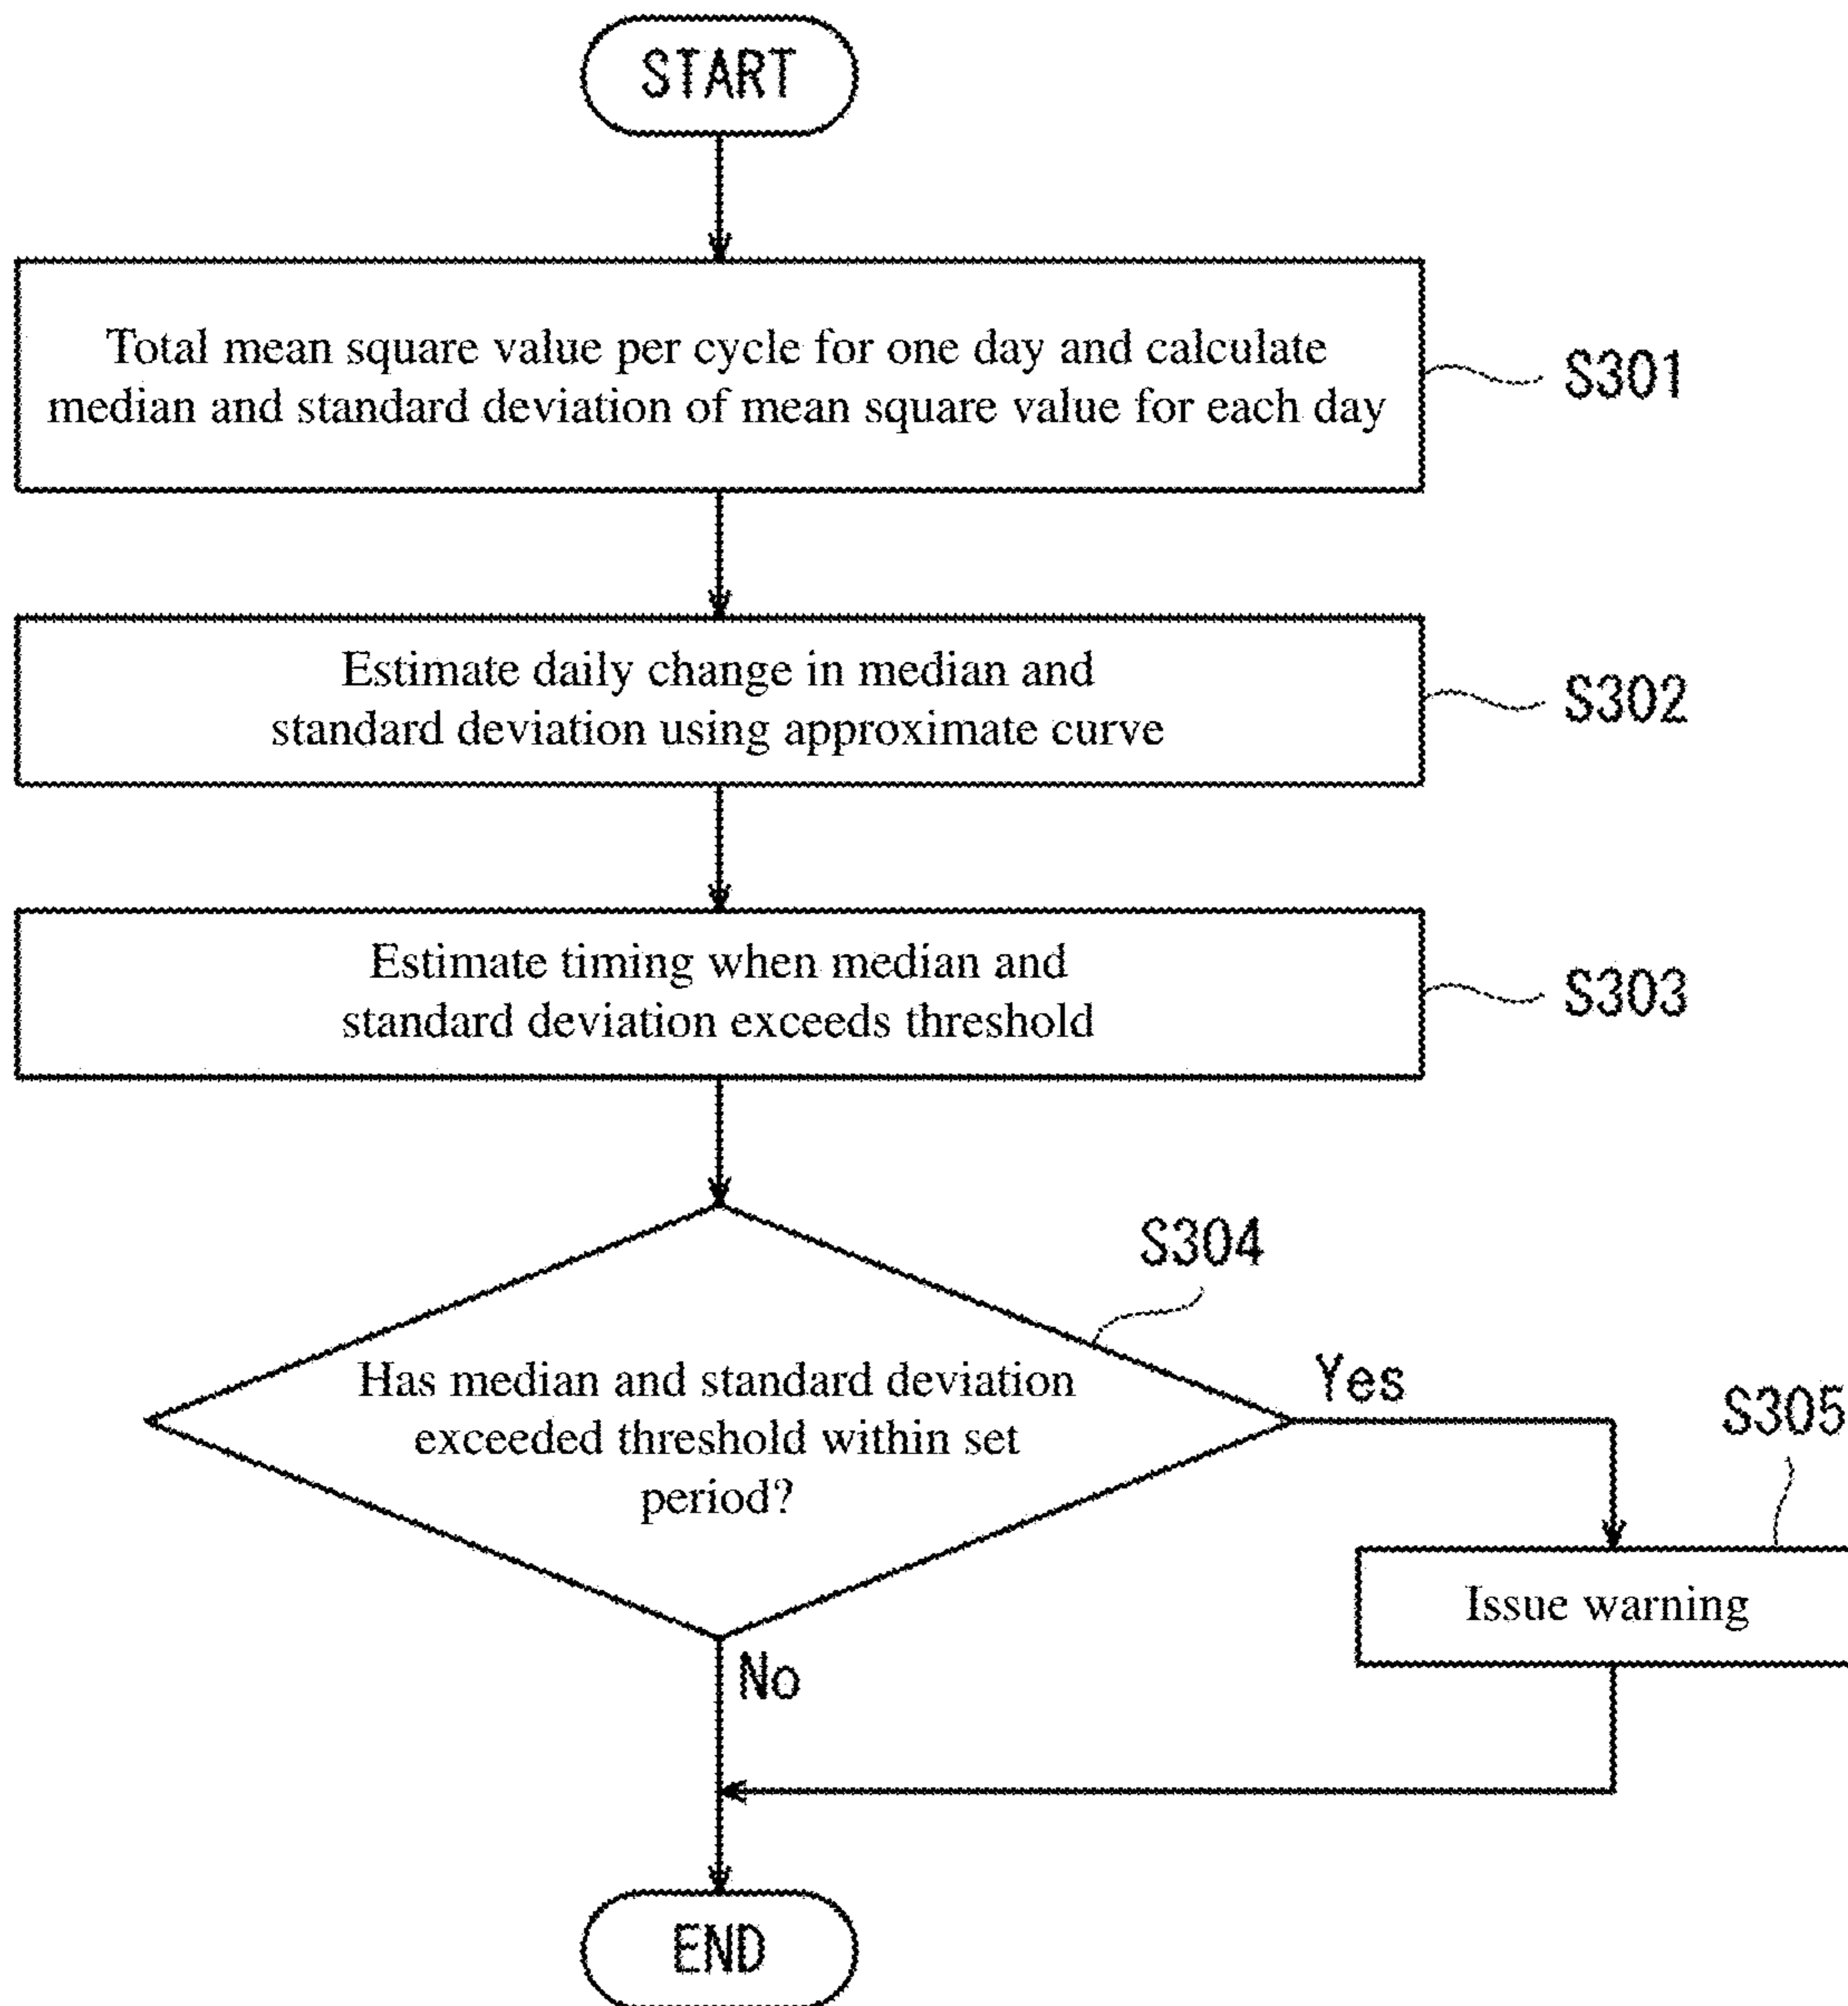 START
Total mean square value per cycle for one day and calculate
median and standard deviation of mean square value for each day
S301
Estimate daily change in median and
standard deviation using approximate curve
S302
Estimate timing when median and
standard deviation exceeds threshold
S303
S304
Has median and standard deviation
exceeded threshold within set
period?
Yes
S305
Issue warning
No
END